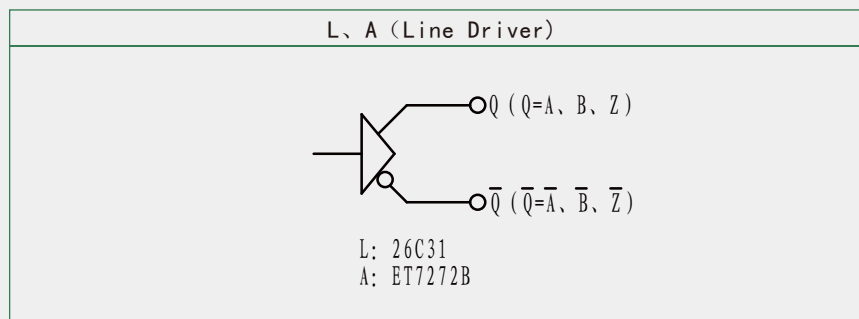 L、A（Line Driver）
Q（Q=A、B、Z）
Q̅（Q̅=A̅、B̅、Z̅）
L: 26C31
A: ET7272B